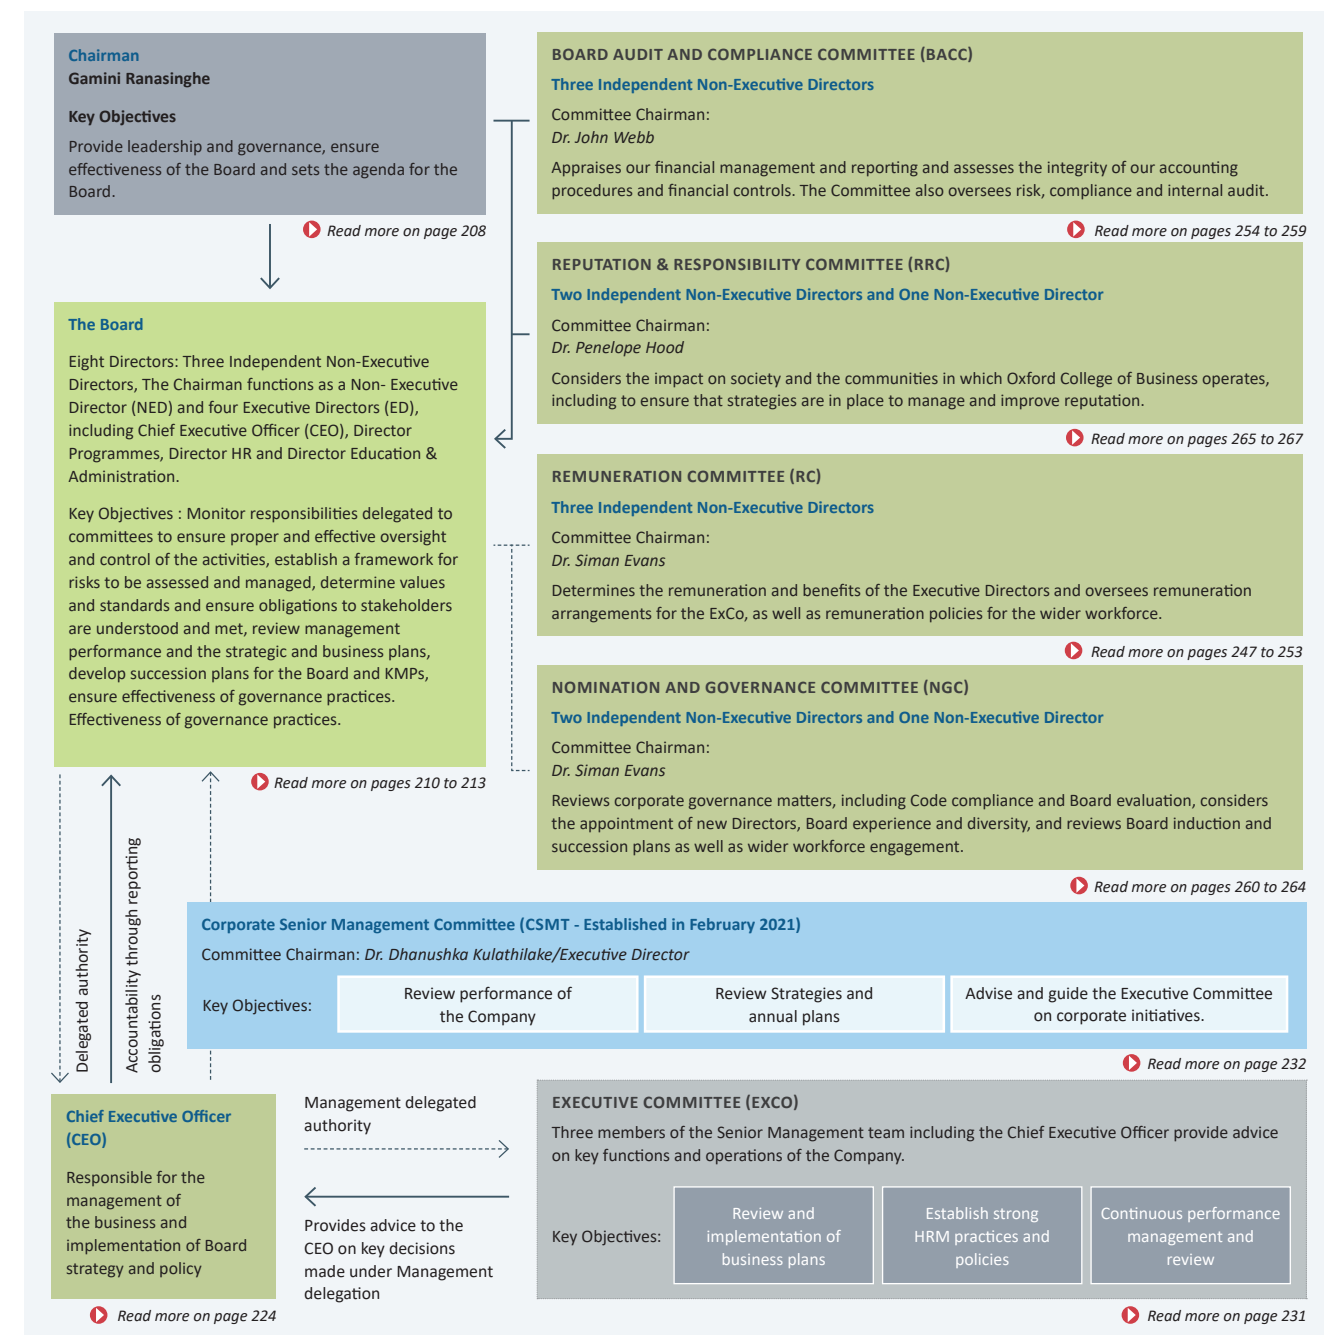 Chairman
Gamini Ranasinghe
Key Objectives
Provide leadership and governance, ensure
effectiveness of the Board and sets the agenda for the
Board.
Read more on page 208
The Board
Eight Directors: Three Independent Non-Executive
Directors, The Chairman functions as a Non- Executive
Director (NED) and four Executive Directors (ED),
including Chief Executive Officer (CEO), Director
Programmes, Director HR and Director Education &
Administration.
Key Objectives : Monitor responsibilities delegated to
committees to ensure proper and effective oversight
and control of the activities, establish a framework for
risks to be assessed and managed, determine values
and standards and ensure obligations to stakeholders
are understood and met, review management
performance and the strategic and business plans,
develop succession plans for the Board and KMPs,
ensure effectiveness of governance practices.
Effectiveness of governance practices.
Read more on pages 210 to 213
BOARD AUDIT AND COMPLIANCE COMMITTEE (BACC)
Three Independent Non-Executive Directors
Committee Chairman:
Dr. John Webb
Appraises our financial management and reporting and assesses the integrity of our accounting
procedures and financial controls. The Committee also oversees risk, compliance and internal audit.
Read more on pages 254 to 259
REPUTATION & RESPONSIBILITY COMMITTEE (RRC)
Two Independent Non-Executive Directors and One Non-Executive Director
Committee Chairman:
Dr. Penelope Hood
Considers the impact on society and the communities in which Oxford College of Business operates,
including to ensure that strategies are in place to manage and improve reputation.
Read more on pages 265 to 267
REMUNERATION COMMITTEE (RC)
Three Independent Non-Executive Directors
Committee Chairman:
Dr. Siman Evans
Determines the remuneration and benefits of the Executive Directors and oversees remuneration
arrangements for the ExCo, as well as remuneration policies for the wider workforce.
Read more on pages 247 to 253
NOMINATION AND GOVERNANCE COMMITTEE (NGC)
Two Independent Non-Executive Directors and One Non-Executive Director
Committee Chairman:
Dr. Siman Evans
Reviews corporate governance matters, including Code compliance and Board evaluation, considers
the appointment of new Directors, Board experience and diversity, and reviews Board induction and
succession plans as well as wider workforce engagement.
Read more on pages 260 to 264
Delegated authority
Accountability through reporting
obligations
Corporate Senior Management Committee (CSMT - Established in February 2021)
Committee Chairman: Dr. Dhanushka Kulathilake/Executive Director
Key Objectives:
Review performance of
the Company
Review Strategies and
annual plans
Advise and guide the Executive Committee
on corporate initiatives.
Read more on page 232
Chief Executive Officer
(CEO)
Responsible for the
management of
the business and
implementation of Board
strategy and policy
Read more on page 224
Management delegated
authority
Provides advice to the
CEO on key decisions
made under Management
delegation
EXECUTIVE COMMITTEE (EXCO)
Three members of the Senior Management team including the Chief Executive Officer provide advice
on key functions and operations of the Company.
Key Objectives:
Review and
implementation of
business plans
Establish strong
HRM practices and
policies
Continuous performance
management and
review
Read more on page 231